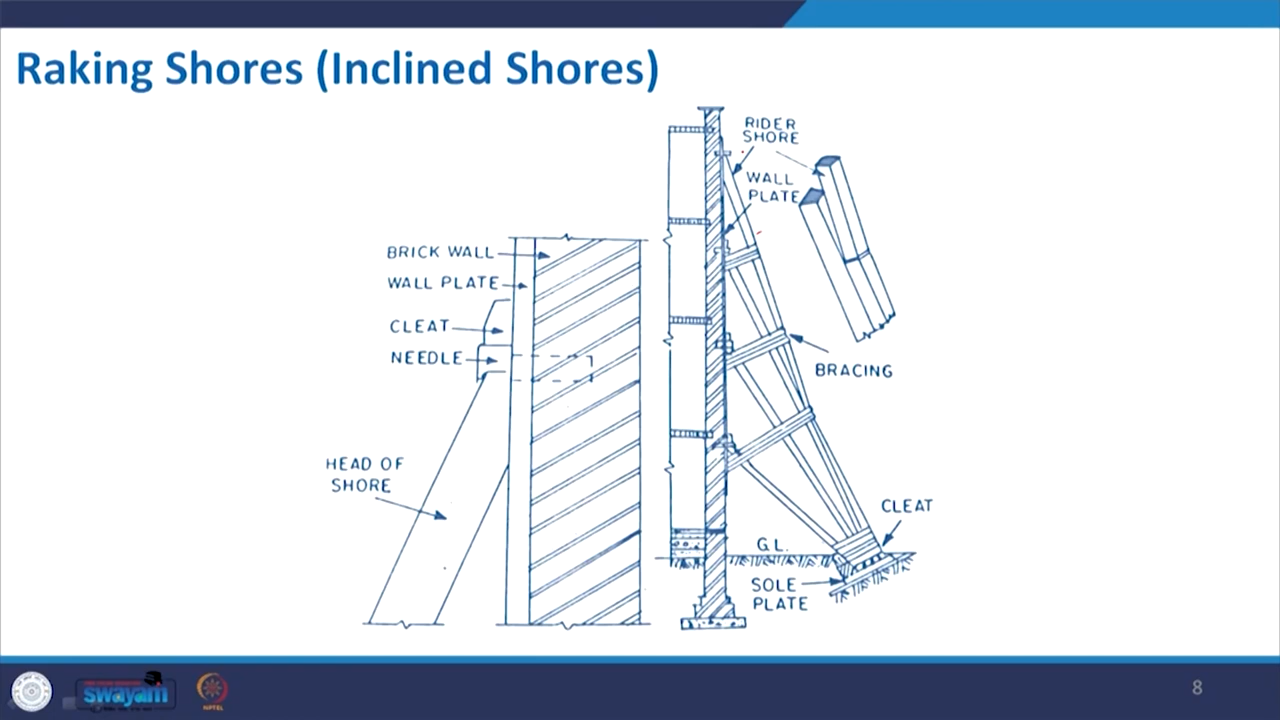 Raking Shores (Inclined Shores)
BRICK WALL
WALL PLATE
CLEAT
NEEDLE
HEAD OF
SHORE
RIDER
SHORE
WALL
PLATE
BRACING
CLEAT
G.L.
SOLE
PLATE
swayam
NPTEL
8